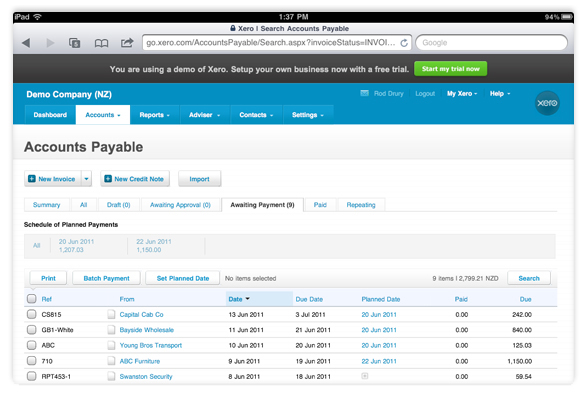 iPad 1:37 PM 94%
Xero | Search Accounts Payable
go.xero.com/AccountsPayable/Search.aspx?invoiceStatus=INVOI... Google
You are using a demo of Xero. Setup your own business now with a free trial. Start my trial now
Demo Company (NZ) Rod Drury Logout My Xero Help xero
Dashboard Accounts Reports Adviser Contacts Settings
Accounts Payable
New Invoice New Credit Note Import
Summary All Draft (0) Awaiting Approval (0) Awaiting Payment (9) Paid Repeating
Schedule of Planned Payments
All 20 Jun 2011 22 Jun 2011
1,207.03 1,150.00
Print Batch Payment Set Planned Date No items selected 9 items | 2,799.21 NZD Search
Ref From Date Due Date Planned Date Paid Due
CS815 Capital Cab Co 13 Jun 2011 3 Jul 2011 20 Jun 2011 0.00 242.00
GB1-White Bayside Wholesale 11 Jun 2011 21 Jun 2011 20 Jun 2011 0.00 840.00
ABC Young Bros Transport 10 Jun 2011 20 Jun 2011 20 Jun 2011 0.00 125.03
710 ABC Furniture 9 Jun 2011 19 Jun 2011 22 Jun 2011 0.00 1,150.00
RPT453-1 Swanston Security 8 Jun 2011 18 Jun 2011 0.00 59.54